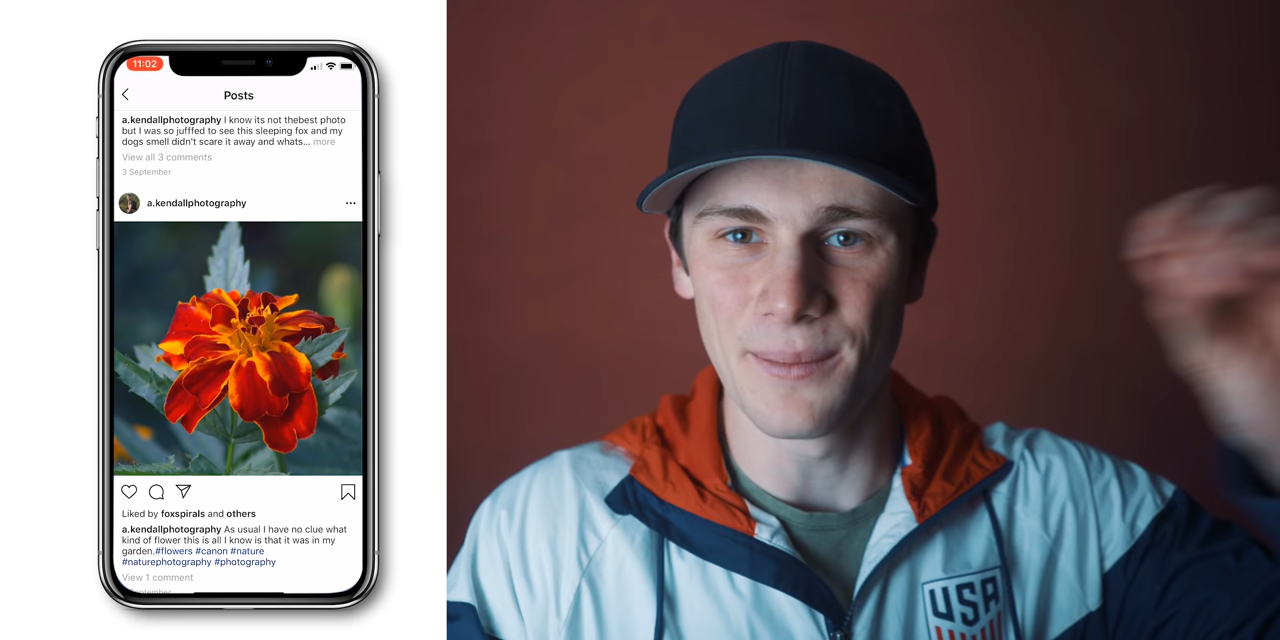 11:02
Posts
a.kendallphotography I know its not thebest photo
but I was so jufffed to see this sleeping fox and my
dogs smell didn't scare it away and whats... more
View all 3 comments
3 September
a.kendallphotography
Liked by foxspirals and others
a.kendallphotography As usual I have no clue what
kind of flower this is all I know is that it was in my
garden.#flowers #canon #nature
#naturephotography #photography
View 1 comment
September
USA